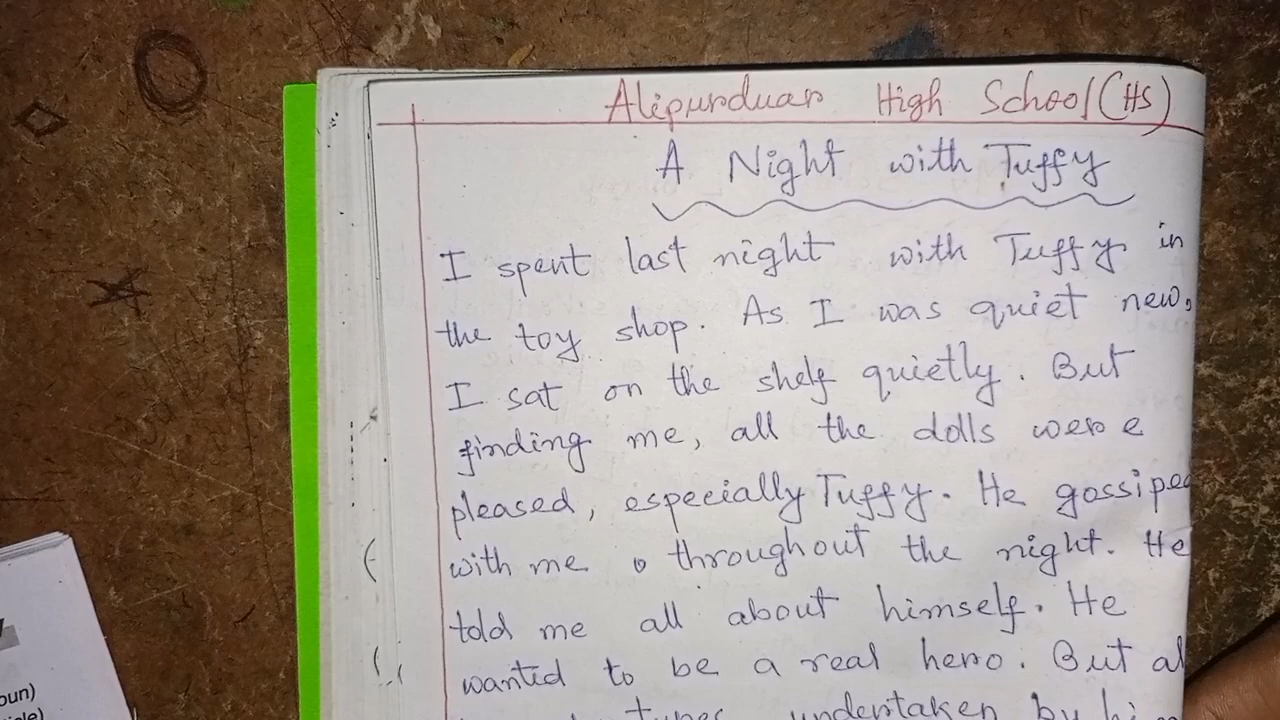 Alipurduar High School (HS)
A Night with Tuffy
I spent last night with Tuffy in
the toy shop. As I was quiet new,
I sat on the shelf quietly. But
finding me, all the dolls were
pleased, especially Tuffy. He gossiped
with me throughout the night. He
told me all about himself. He
wanted to be a real hero. But
undertaken by
oun)